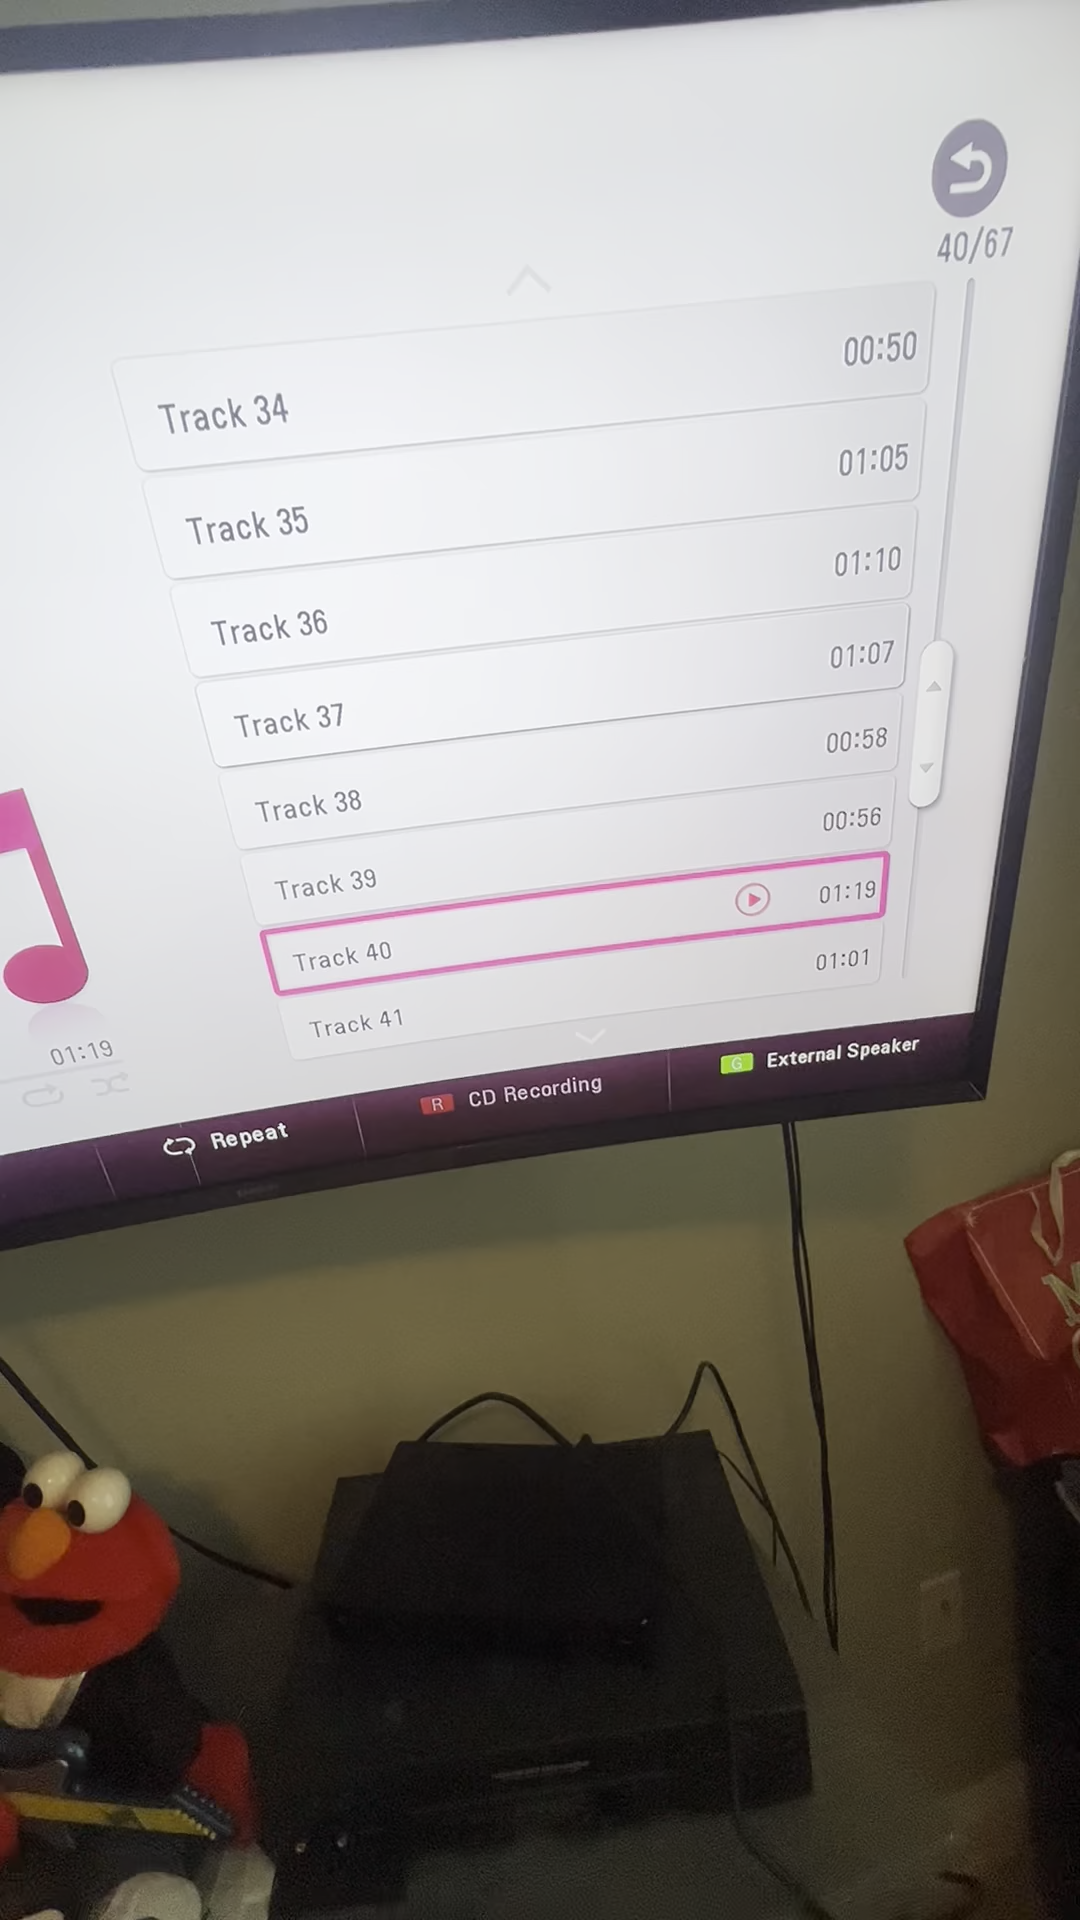 40/67
Track 34 00:50
Track 35 01:05
Track 36 01:10
Track 37 01:07
Track 38 00:58
Track 39 00:56
Track 40 01:19
Track 41 01:01
01:19
Repeat
R CD Recording
G External Speaker